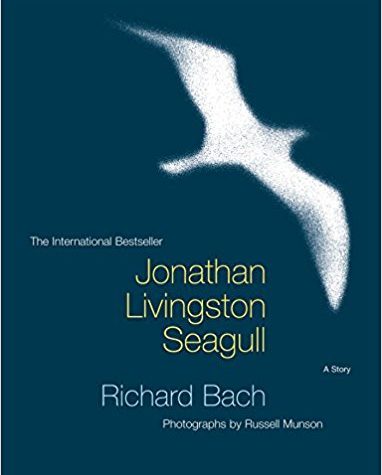 The International Bestseller
Jonathan
Livingston
Seagull
A Story
Richard Bach
Photographs by Russell Munson